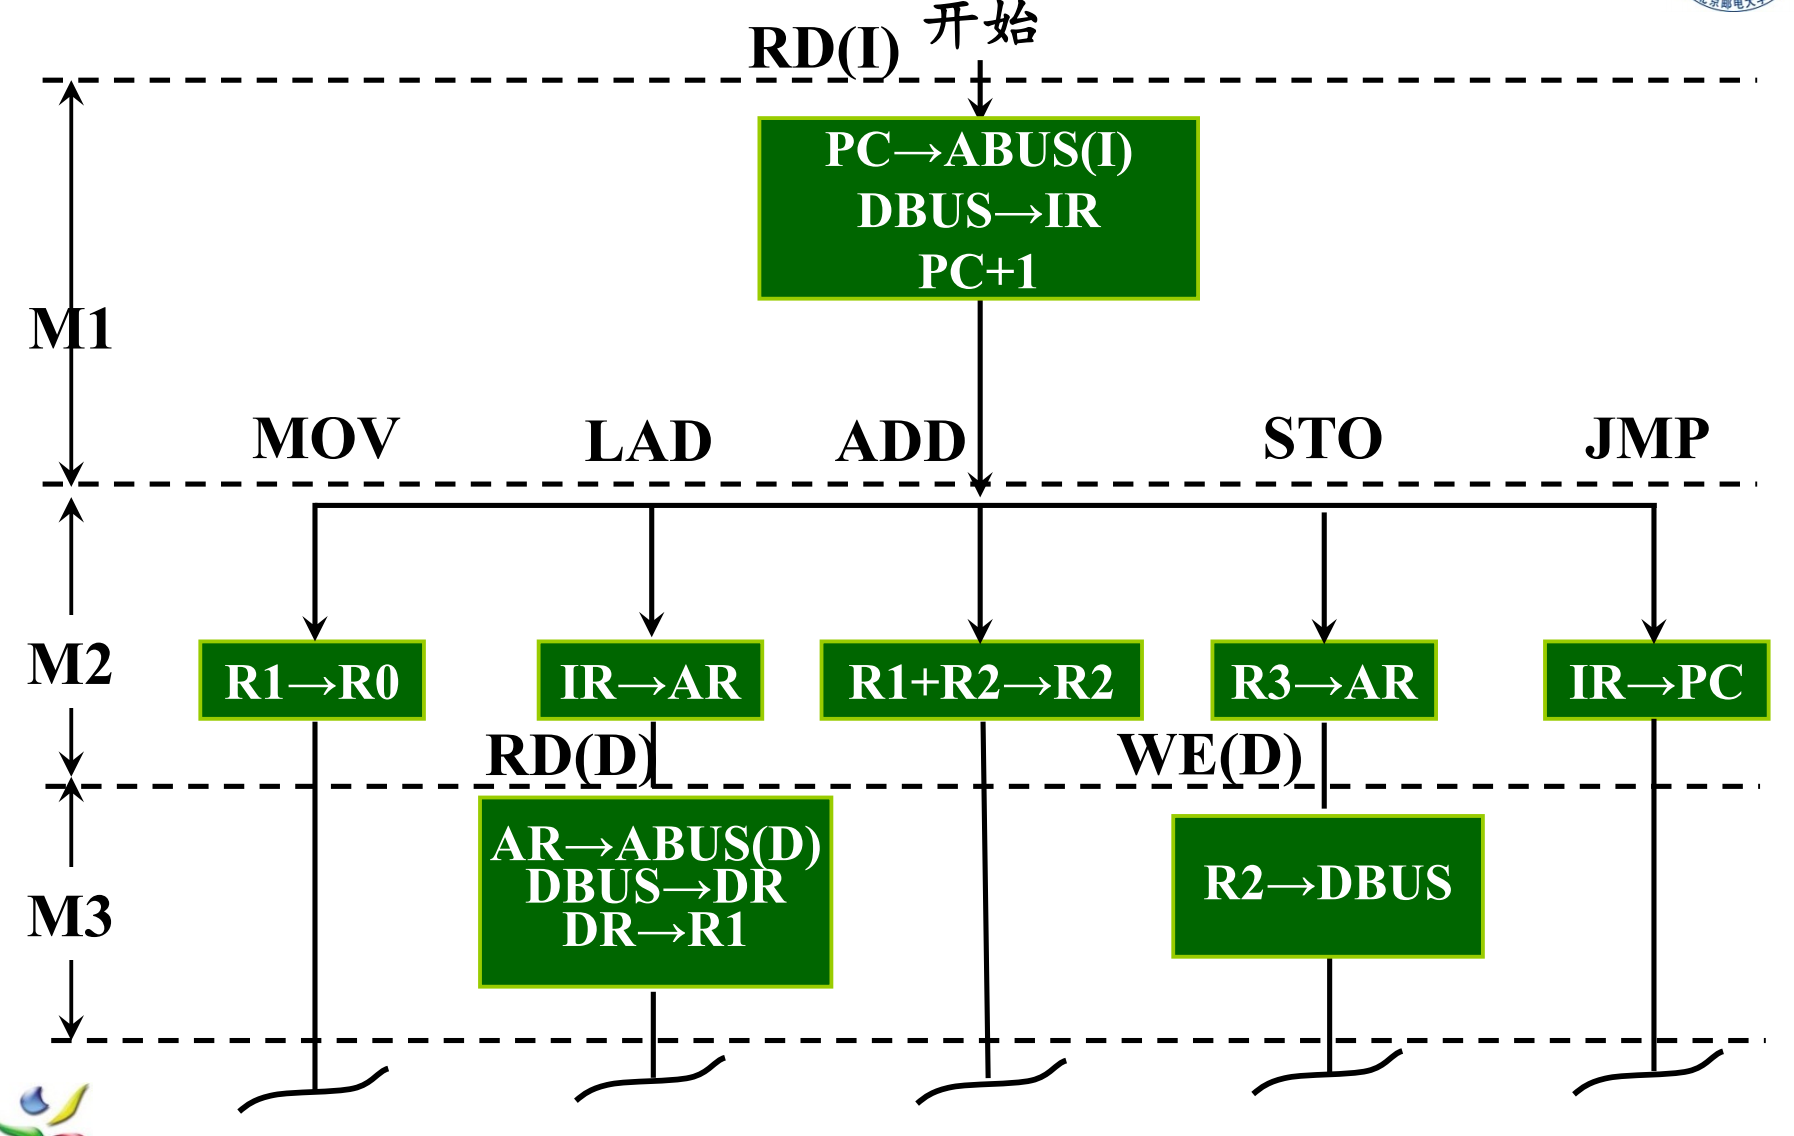 开始
RD(I)
PC→ABUS(I)
DBUS→IR
PC+1
M1
MOV
LAD
ADD
STO
JMP
M2
R1→R0
IR→AR
R1+R2→R2
R3→AR
IR→PC
RD(D)
WE(D)
M3
AR→ABUS(D)
DBUS→DR
DR→R1
R2→DBUS